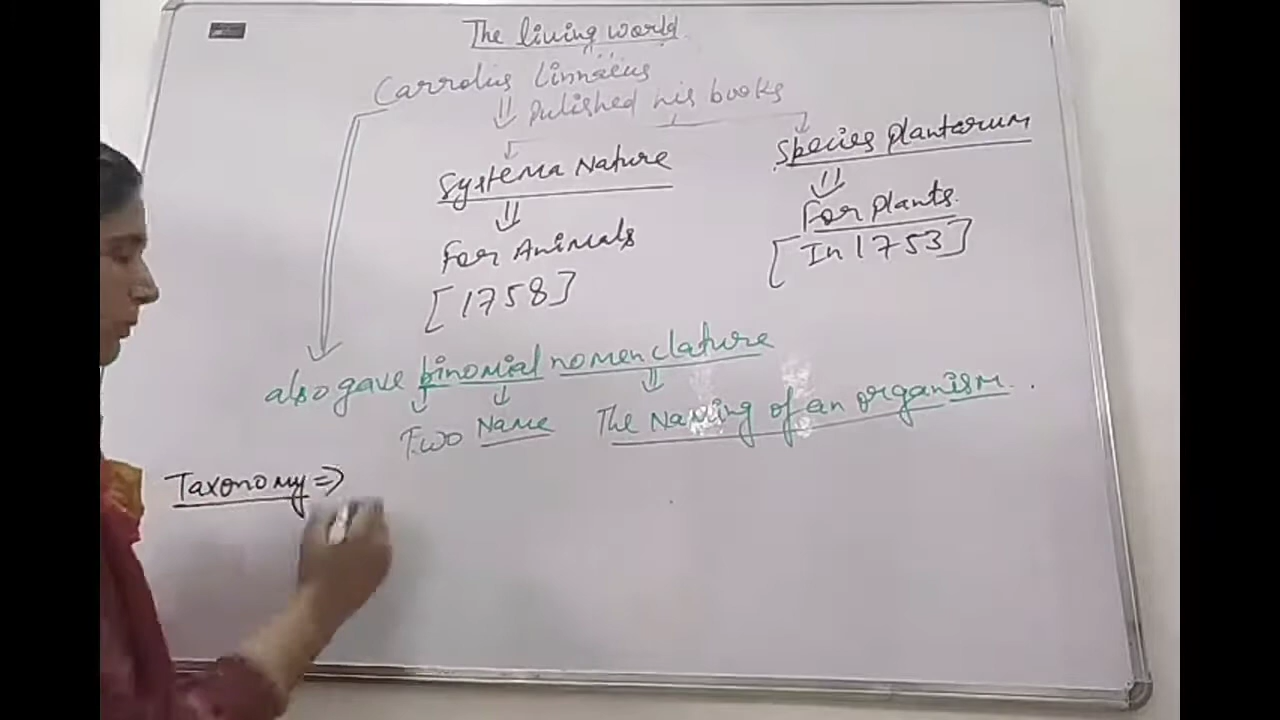 The living world
Carrolus linnaeus
Pulished his books
Systema Nature
Species plantarum
For Animals
For plants.
[1758]
[In 1753]
also gave binomial nomenclature
Two Name
The Naming of an organism.
Taxonomy =>